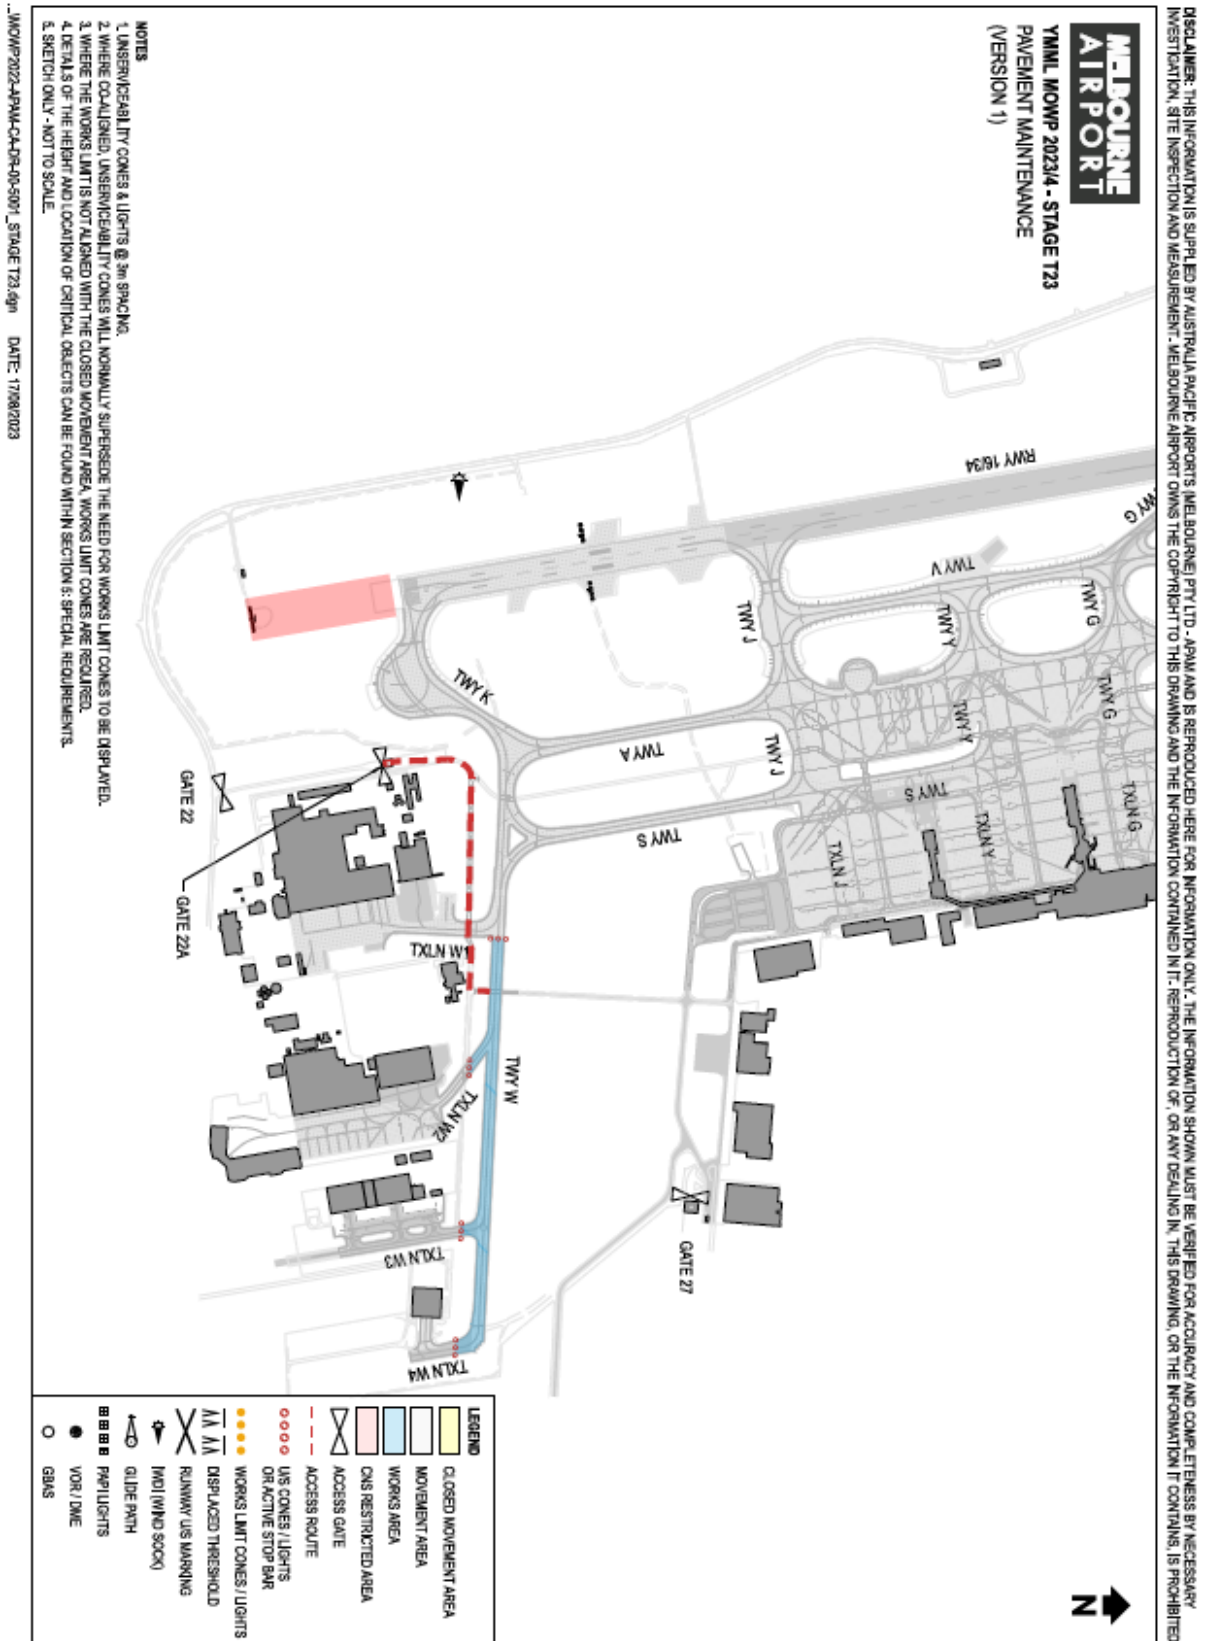 DISCLAIMER: THIS INFORMATION IS SUPPLIED BY AUSTRALIA PACIFIC AIRPORTS (MELBOURNE) PTY LTD - APAM AND IS REPRODUCED HERE FOR INFORMATION ONLY. THE INFORMATION SHOWN MUST BE VERIFIED FOR ACCURACY AND COMPLETENESS BY NECESSARY
INVESTIGATION, SITE INSPECTION AND MEASUREMENT. MELBOURNE AIRPORT OWNS THE COPYRIGHT TO THIS DRAWING AND THE INFORMATION CONTAINED IN IT. REPRODUCTION OF, OR ANY DEALING IN, THIS DRAWING, OR THE INFORMATION IT CONTAINS, IS PROHIBITED
MELBOURNE
AIRPORT
YMML MOWP 2023/4 - STAGE T23
PAVEMENT MAINTENANCE
(VERSION 1)
RWY 16/34
TWY G
TWY V
TWY G
TWY J
TWY Y
TWY G
TWY K
TWY Y
TWY A
TWY J
TXLN G
TWY S
TXLN Y
TWY S
TXLN J
GATE 22
GATE 22A
TXLN W1
TWY W
TXLN W2
GATE 27
TXLN W3
TXLN W4
N
NOTES
1. UNSERVICEABILITY CONES & LIGHTS @ 3m SPACING.
2. WHERE CO-ALIGNED, UNSERVICEABILITY CONES WILL NORMALLY SUPERSEDE THE NEED FOR WORKS LIMIT CONES TO BE DISPLAYED.
3. WHERE THE WORKS LIMIT IS NOT ALIGNED WITH THE CLOSED MOVEMENT AREA, WORKS LIMIT CONES ARE REQUIRED.
4. DETAILS OF THE HEIGHT AND LOCATION OF CRITICAL OBJECTS CAN BE FOUND WITHIN SECTION 5: SPECIAL REQUIREMENTS.
5. SKETCH ONLY - NOT TO SCALE.
LEGEND
CLOSED MOVEMENT AREA
MOVEMENT AREA
WORKS AREA
CNS RESTRICTED AREA
ACCESS GATE
ACCESS ROUTE
U/S CONES / LIGHTS
OR ACTIVE STOP BAR
WORKS LIMIT CONES / LIGHTS
DISPLACED THRESHOLD
RUNWAY U/S MARKING
IWDI (WIND SOCK)
GLIDE PATH
PAPI LIGHTS
VOR / DME
GBAS
...\MOWP2022-APAM-CA-DR-00-5001_STAGE T23.dgn DATE: 17/08/2023